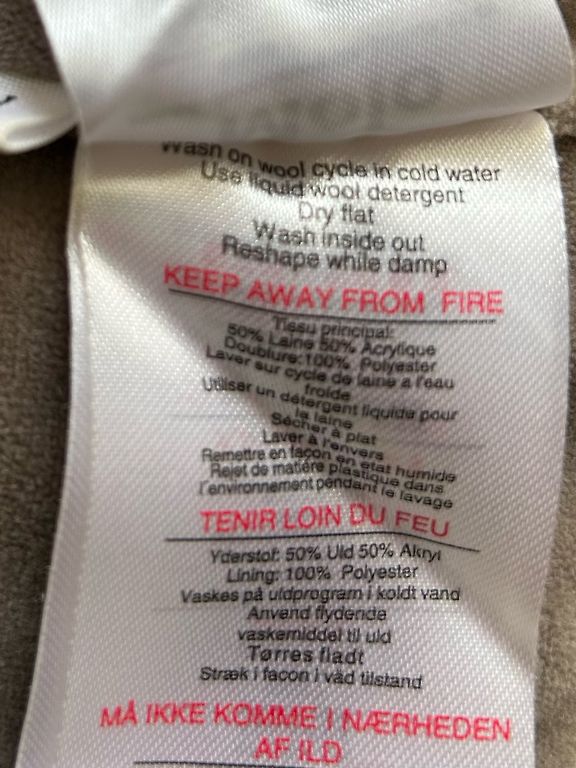 Wash on wool cycle in cold water
Use liquid wool detergent
Dry flat
Wash inside out
Reshape while damp
KEEP AWAY FROM FIRE
Tissu principal:
50% Laine 50% Acrylique
Doublure:100% Polyester
Laver sur cycle de laine a l'eau
froide
Utiliser un détergent liquide pour
la laine
Sécher à plat
Laver à l'envers
Remettre en façon en etat humide
Rejet de matière plastique dans
l'environnement pendant le lavage
TENIR LOIN DU FEU
Yderstof: 50% Uld 50% Akryl
Lining: 100% Polyester
Vaskes på uldprogram i koldt vand
Anvend flydende
vaskemiddel til uld
Tørres fladt
Stræk i facon i våd tilstand
MÅ IKKE KOMME I NÆRHEDEN
AF ILD